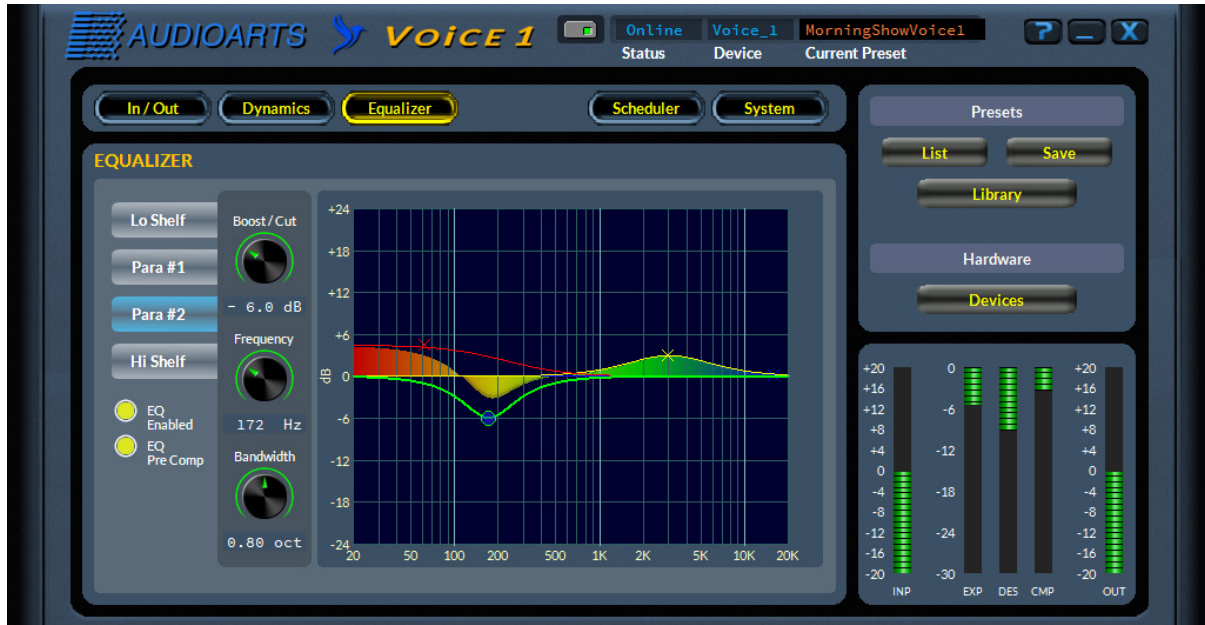 AUDIOARTS VOICE 1
Online Voice_1 MorningShowVoice1
Status Device Current Preset
? _ X
In / Out Dynamics Equalizer Scheduler System
EQUALIZER
Lo Shelf
Para #1
Para #2
Hi Shelf
EQ
Enabled
EQ
Pre Comp
Boost/Cut
- 6.0 dB
Frequency
172 Hz
Bandwidth
0.80 oct
+24
+18
+12
+6
dB
0
-6
-12
-18
-24
20 50 100 200 500 1K 2K 5K 10K 20K
Presets
List Save
Library
Hardware
Devices
+20 0 +20
+16 +16
+12 -6 +12
+8 +8
+4 -12 +4
0 0
-4 -18 -4
-8 -8
-12 -24 -12
-16 -16
-20 -30 -20
INP EXP DES CMP OUT